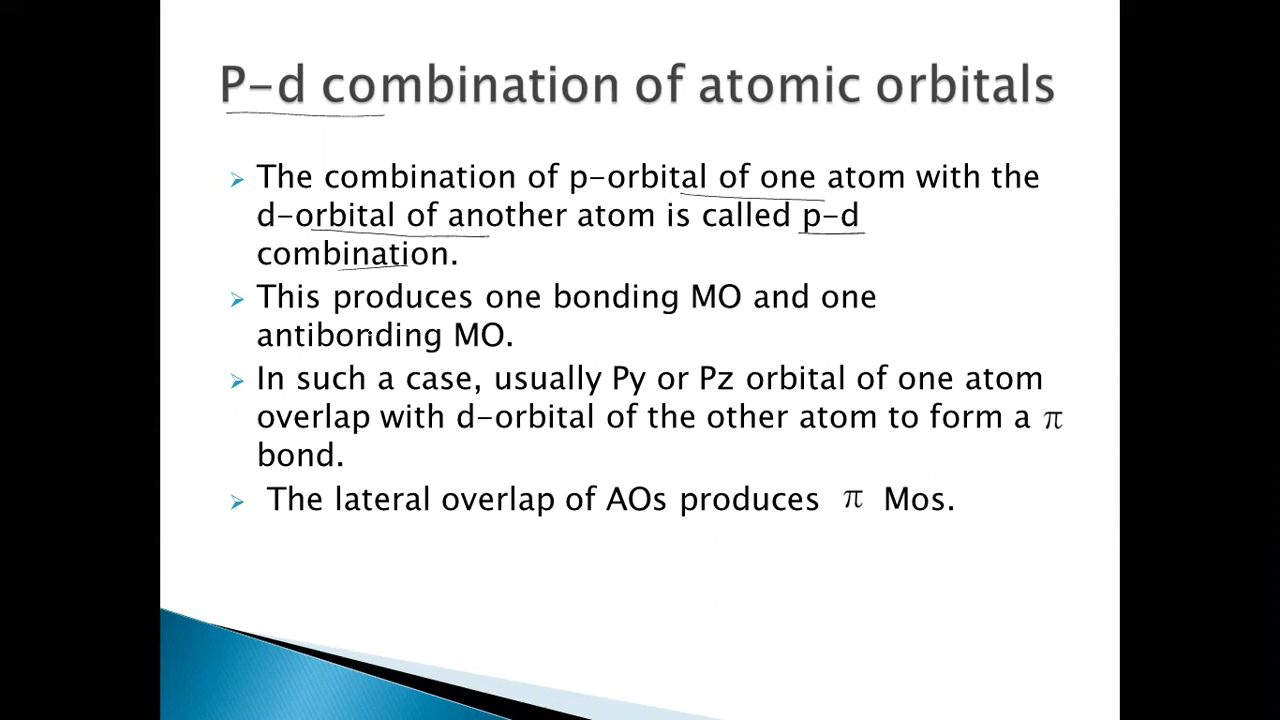 P-d combination of atomic orbitals
The combination of p-orbital of one atom with the
d-orbital of another atom is called p-d
combination.
This produces one bonding MO and one
antibonding MO.
In such a case, usually Py or Pz orbital of one atom
overlap with d-orbital of the other atom to form a π
bond.
The lateral overlap of AOs produces π Mos.